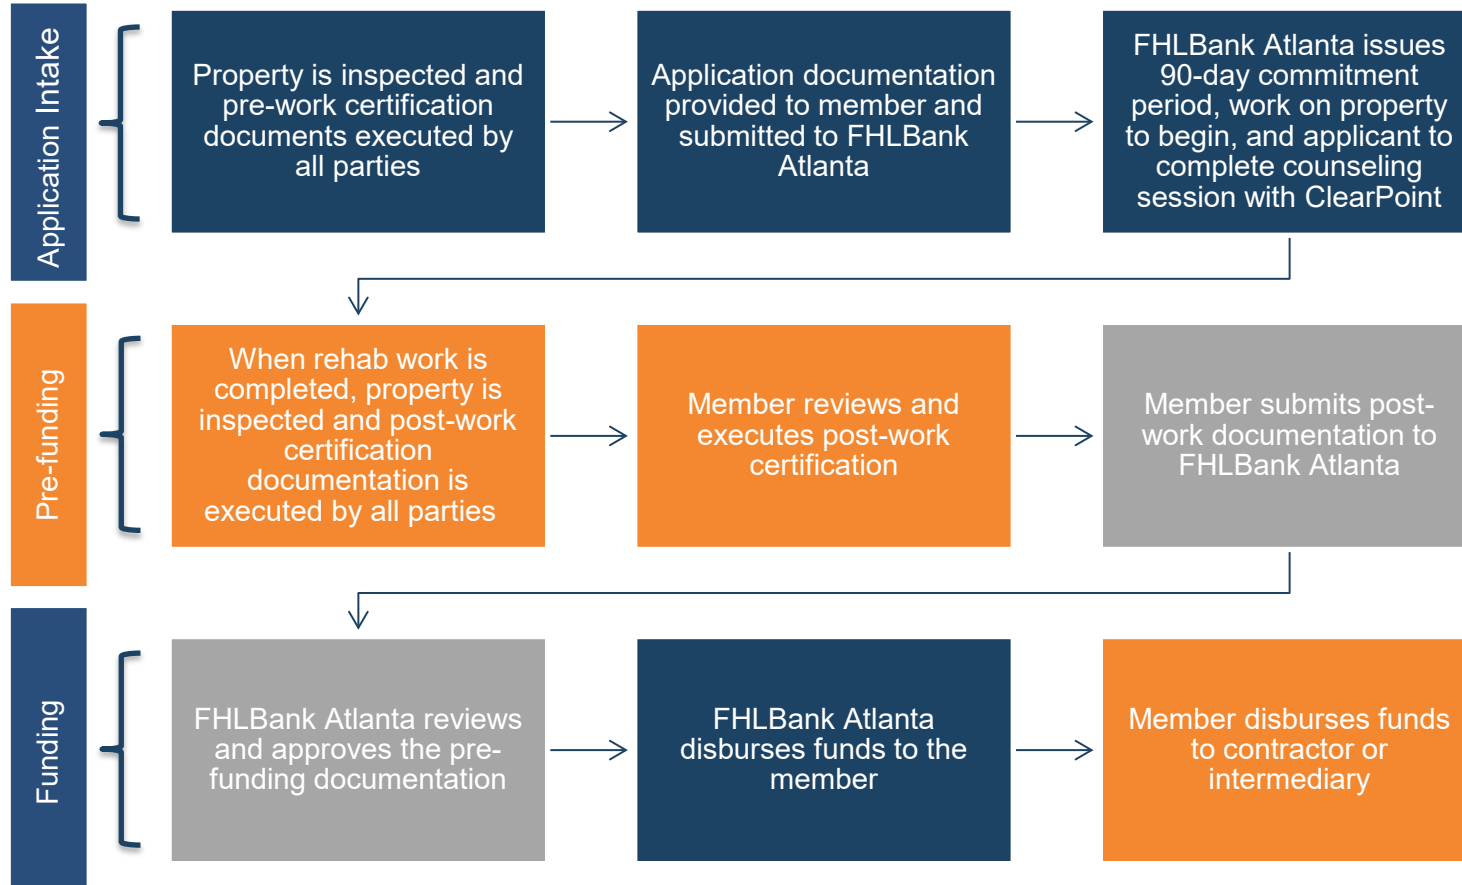 Application Intake
Property is inspected and
pre-work certification
documents executed by
all parties
Application documentation
provided to member and
submitted to FHLBank
Atlanta
FHLBank Atlanta issues
90-day commitment
period, work on property
to begin, and applicant to
complete counseling
session with ClearPoint
Pre-funding
When rehab work is
completed, property is
inspected and post-work
certification
documentation is
executed by all parties
Member reviews and
executes post-work
certification
Member submits post-
work documentation to
FHLBank Atlanta
Funding
FHLBank Atlanta reviews
and approves the pre-
funding documentation
FHLBank Atlanta
disburses funds to the
member
Member disburses funds
to contractor or
intermediary